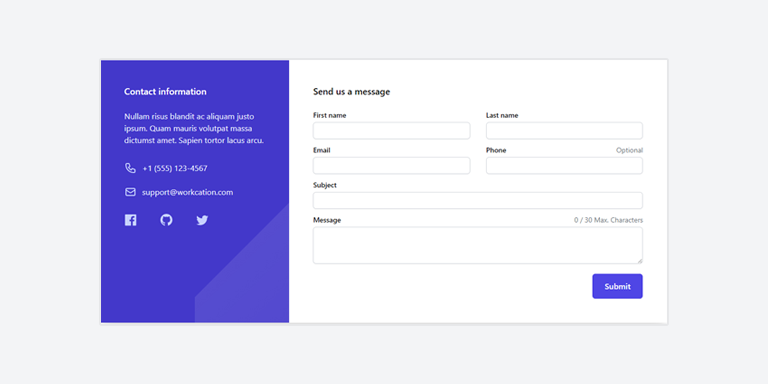 Contact information
Nullam risus blandit ac aliquam justo
ipsum. Quam mauris volutpat massa
dictumst amet. Sapien tortor lacus arcu.
+1 (555) 123-4567
support@workcation.com
Send us a message
First name
Last name
Email
Phone
Optional
Subject
Message
0 / 30 Max. Characters
Submit